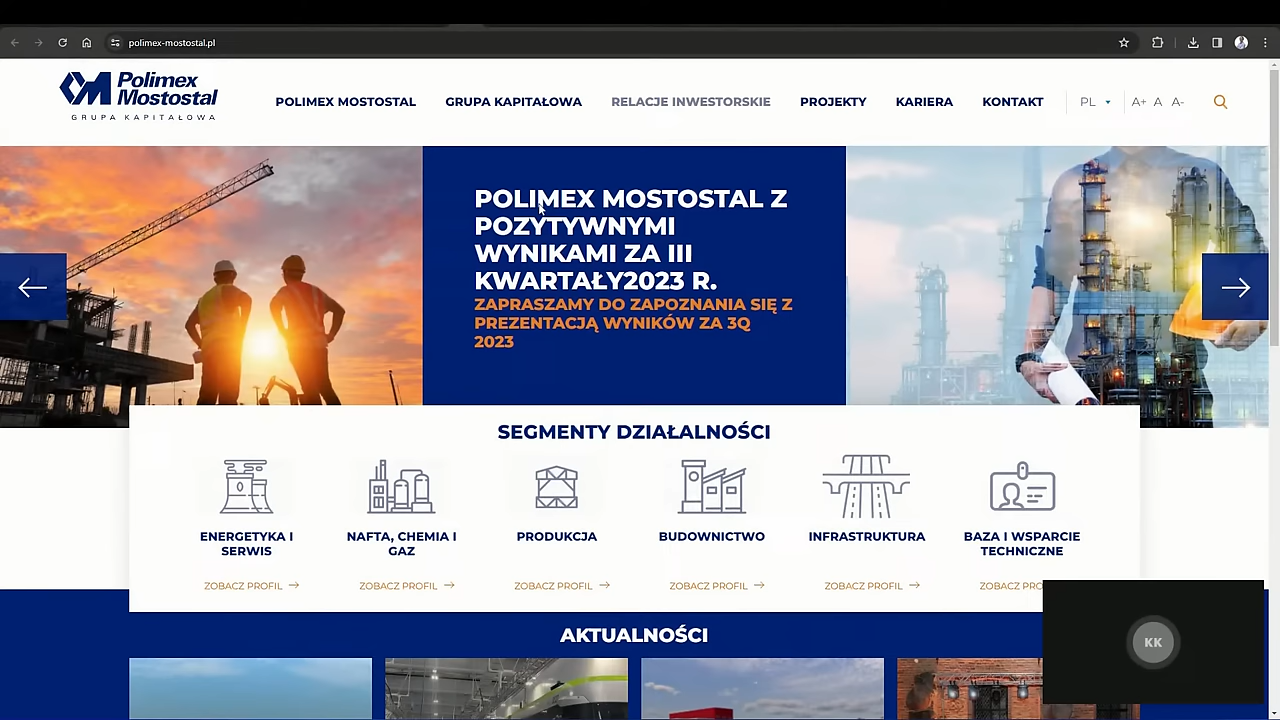 polimex-mostostal.pl
Polimex
Mostostal
GRUPA KAPITAŁOWA
POLIMEX MOSTOSTAL
GRUPA KAPITAŁOWA
RELACJE INWESTORSKIE
PROJEKTY
KARIERA
KONTAKT
PL
A+ A A-
POLIMEX MOSTOSTAL Z
POZYTYWNYMI
WYNIKAMI ZA III
KWARTAŁY2023 R.
ZAPRASZAMY DO ZAPOZNANIA SIĘ Z
PREZENTACJĄ WYNIKÓW ZA 3Q
2023
SEGMENTY DZIAŁALNOŚCI
ENERGETYKA I
SERWIS
ZOBACZ PROFIL
NAFTA, CHEMIA I
GAZ
ZOBACZ PROFIL
PRODUKCJA
ZOBACZ PROFIL
BUDOWNICTWO
ZOBACZ PROFIL
INFRASTRUKTURA
ZOBACZ PROFIL
BAZA I WSPARCIE
TECHNICZNE
ZOBACZ
KK
AKTUALNOŚCI